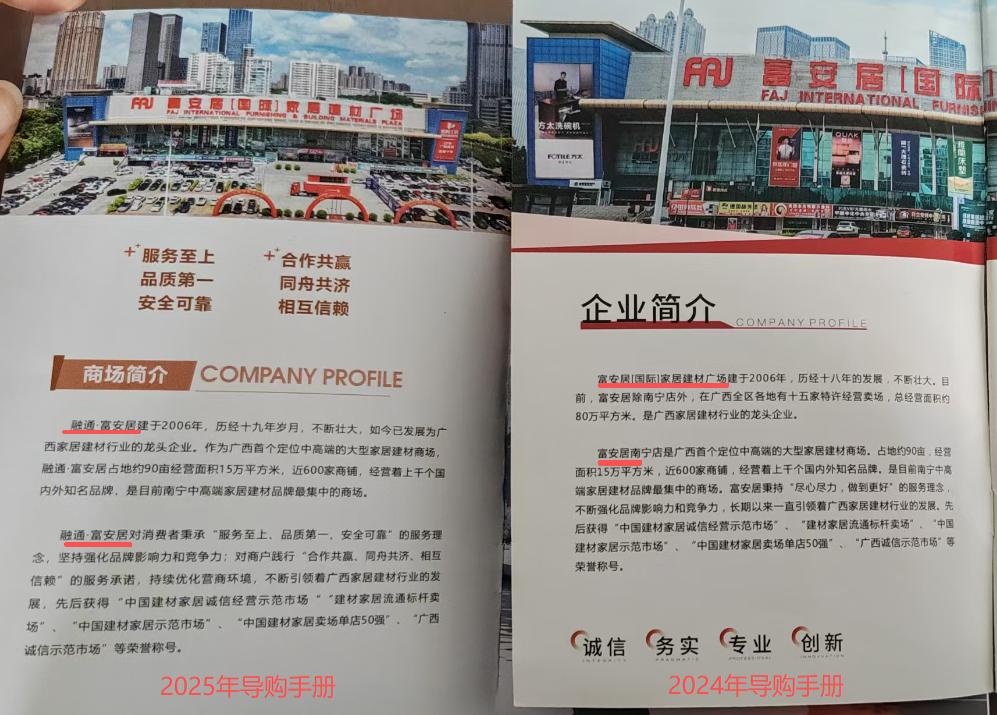 FAJ 富安居[国际]家居建材广场
FAJ INTERNATIONAL FURNISHING & BUILDING MATERIALS PLAZA
服务至上
品质第一
安全可靠
合作共赢
同舟共济
相互信赖
商场简介 COMPANY PROFILE
融通·富安居建于2006年，历经十九年岁月，不断壮大，如今已发展为广
西家居建材行业的龙头企业。作为广西首个定位中高端的大型家居建材商场，
融通·富安居占地约90亩经营面积15万平方米，近600家商铺，经营着上千个国
内外知名品牌，是目前南宁中高端家居建材品牌最集中的商场。
融通·富安居对消费者秉承“服务至上、品质第一、安全可靠”的服务理
念，坚持强化品牌影响力和竞争力；对商户践行“合作共赢、同舟共济、相互
信赖”的服务承诺，持续优化营商环境，不断引领着广西家居建材行业的发
展，先后获得“中国建材家居诚信经营示范市场”“建材家居流通标杆卖
场”、“中国建材家居示范市场”、“中国建材家居卖场单店50强”、“广西
诚信示范市场”等荣誉称号。
2025年导购手册
FAJ 富安居[国际
FAJ INTERNATIONAL FURNISH
方太洗碗机
FOTILE 方太
QUAK
企业简介 COMPANY PROFILE
富安居[国际]家居建材广场建于2006年，历经十八年的发展，不断壮大。目
前，富安居除南宁店外，在广西全区各地有十五家特许经营卖场，总经营面积约
80万平方米。是广西家居建材行业的龙头企业。
富安居南宁店是广西首个定位中高端的大型家居建材商场。占地约90亩，经营
面积15万平方米，近600家商铺，经营着上千个国内外知名品牌。是目前南宁中高
端家居建材品牌最集中的商场。富安居秉持“尽心尽力，做到更好”的服务理念，
不断强化品牌影响力和竞争力，长期以来一直引领着广西家居建材行业的发展。先
后获得“中国建材家居诚信经营示范市场”、“建材家居流通标杆卖场”、“中国
建材家居示范市场”、“中国建材家居卖场单店50强”、“广西诚信示范市场”等
荣誉称号。
诚信 务实 专业 创新
INTEGRITY PRAGMATIC PROFESSIONAL INNOVATION
2024年导购手册